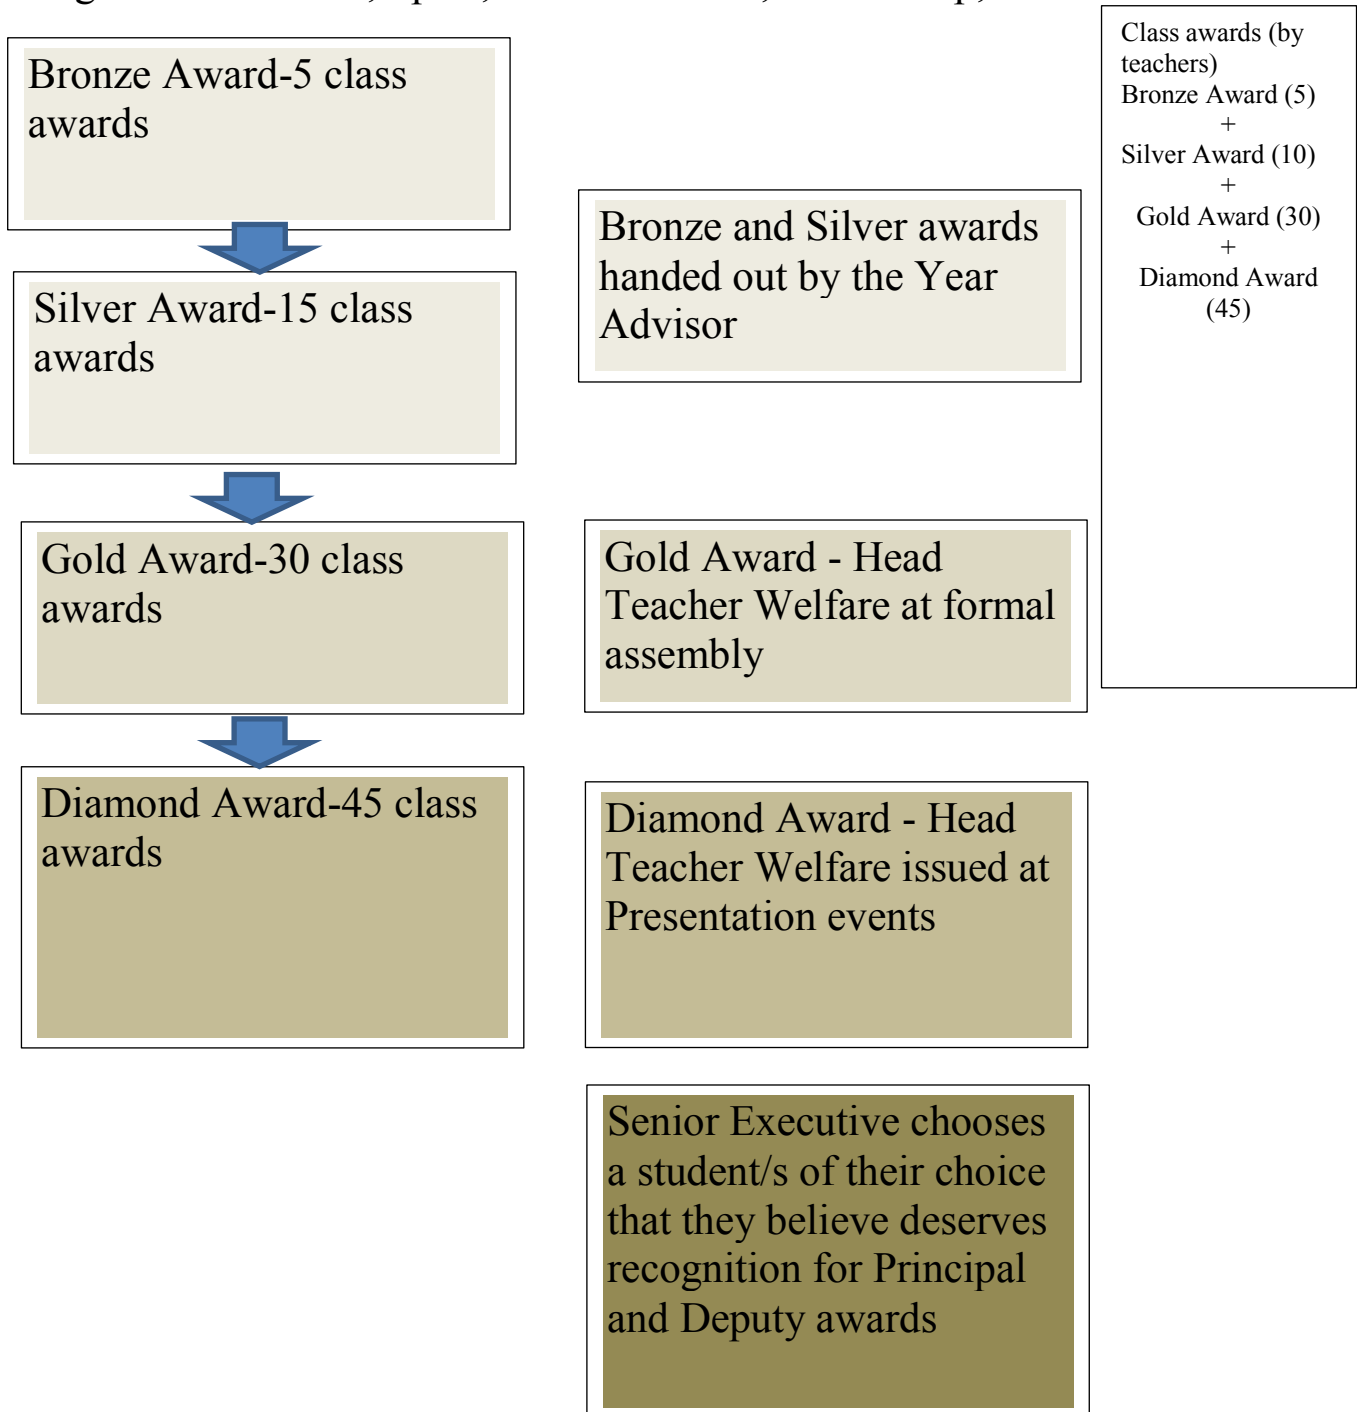 Bronze Award-5 class
awards
Silver Award-15 class
awards
Gold Award-30 class
awards
Diamond Award-45 class
awards
Bronze and Silver awards
handed out by the Year
Advisor
Gold Award - Head
Teacher Welfare at formal
assembly
Diamond Award - Head
Teacher Welfare issued at
Presentation events
Senior Executive chooses
a student/s of their choice
that they believe deserves
recognition for Principal
and Deputy awards
Class awards (by
teachers)
Bronze Award (5)
+
Silver Award (10)
+
Gold Award (30)
+
Diamond Award
(45)